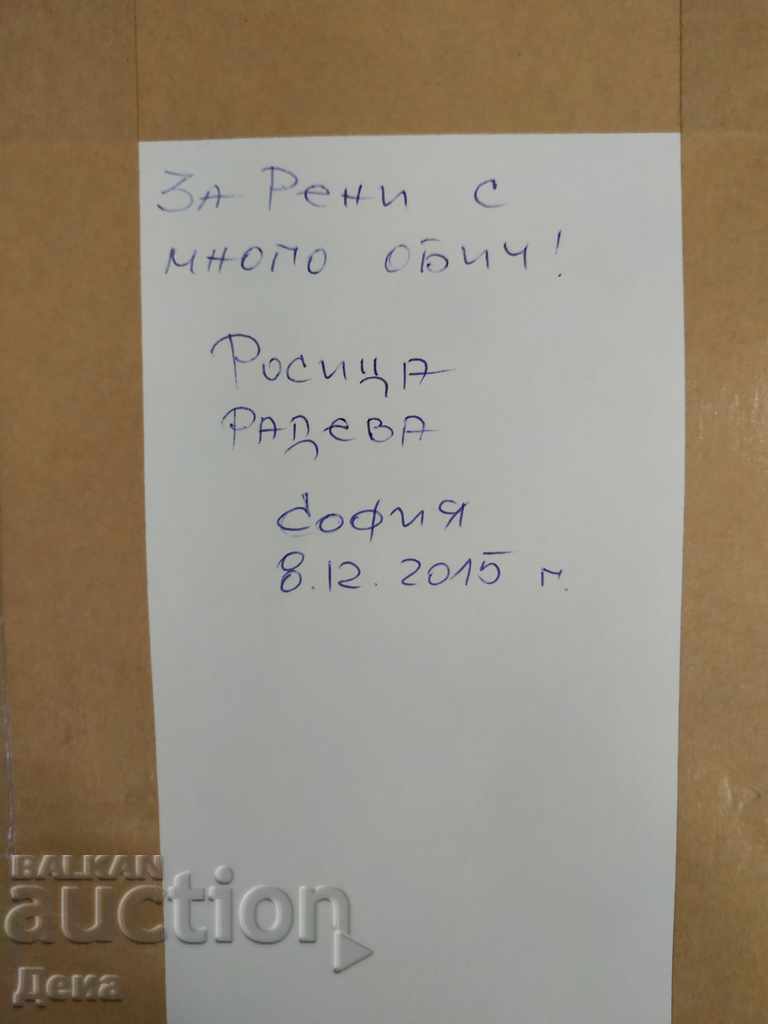 За Рени с
много обич!
Росица
Радева
София
8.12.2015 г.
BALKAN
auction
Дена